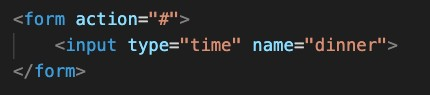 <form action="#">
    <input type="time" name="dinner">
</form>